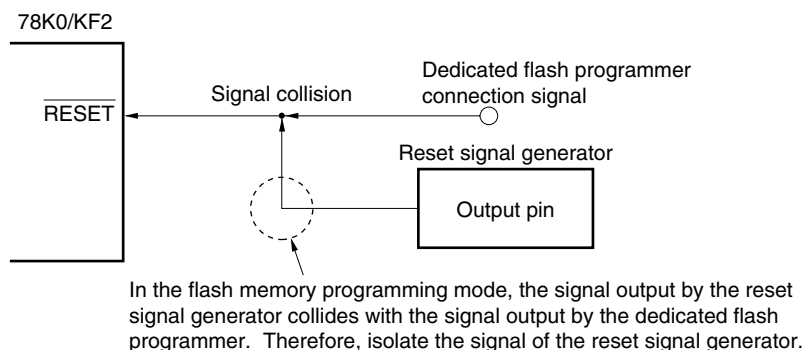 78K0/KF2
Dedicated flash programmer
connection signal
Signal collision
RESET
Reset signal generator
Output pin
In the flash memory programming mode, the signal output by the reset
signal generator collides with the signal output by the dedicated flash
programmer.  Therefore, isolate the signal of the reset signal generator.